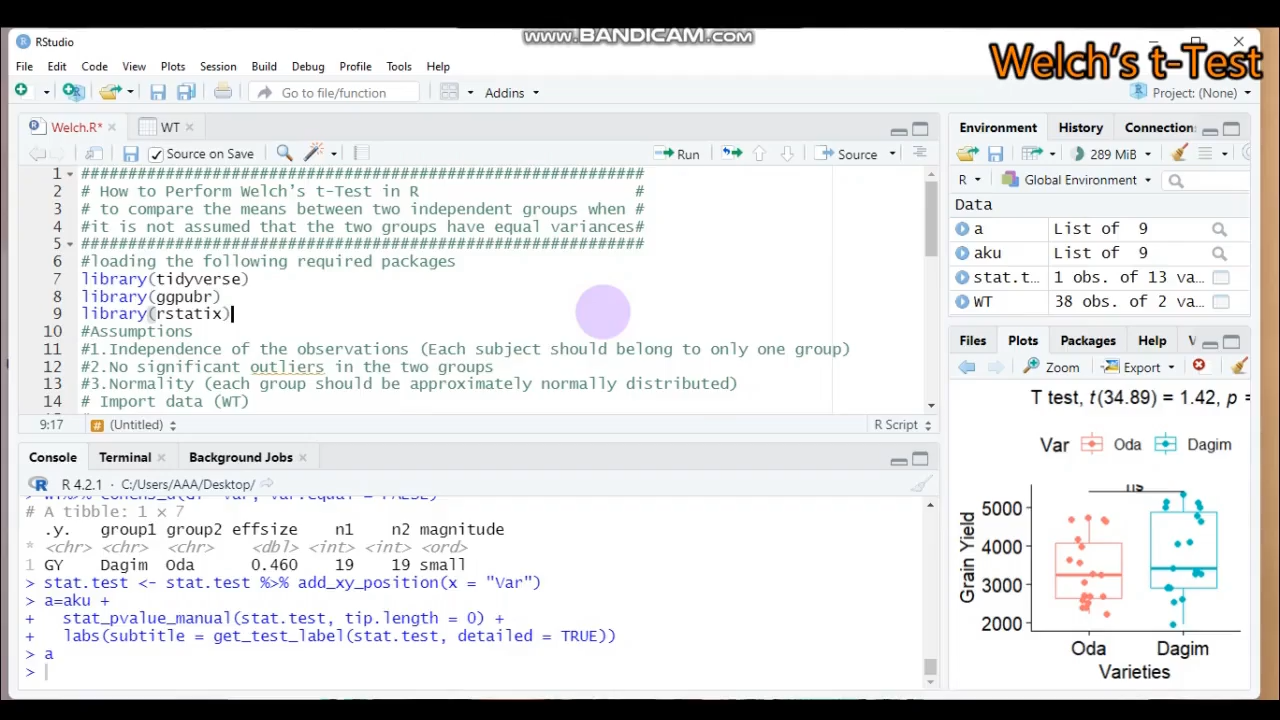 www.BANDICAM.com
RStudio
Welch's t-Test
File Edit Code View Plots Session Build Debug Profile Tools Help
Go to file/function
Addins
Project: (None)
Welch.R*
WT
Source on Save
Run
Source
1 ############################################################
2 # How to Perform Welch's t-Test in R #
3 # to compare the means between two independent groups when #
4 #it is not assumed that the two groups have equal variances#
5 ############################################################
6 #loading the following required packages
7 library(tidyverse)
8 library(ggpubr)
9 library(rstatix)
10 #Assumptions
11 #1.Independence of the observations (Each subject should belong to only one group)
12 #2.No significant outliers in the two groups
13 #3.Normality (each group should be approximately normally distributed)
14 # Import data (WT)
9:17 # (Untitled) R Script
Console Terminal Background Jobs
R 4.2.1 · C:/Users/AAA/Desktop/
# A tibble: 1 × 7
.y. group1 group2 effsize n1 n2 magnitude
* <chr> <chr> <chr> <dbl> <int> <int> <ord>
1 GY Dagim Oda 0.460 19 19 small
> stat.test <- stat.test %>% add_xy_position(x = "Var")
> a=aku +
+ stat_pvalue_manual(stat.test, tip.length = 0) +
+ labs(subtitle = get_test_label(stat.test, detailed = TRUE))
> a
>
Environment History Connection
289 MiB
R Global Environment
Data
a List of 9
aku List of 9
stat.t… 1 obs. of 13 va…
WT 38 obs. of 2 va…
Files Plots Packages Help V
Zoom Export
T test, t(34.89) = 1.42, p =
Var Oda Dagim
ns
5000
4000
3000
2000
Grain Yield
Oda Dagim
Varieties